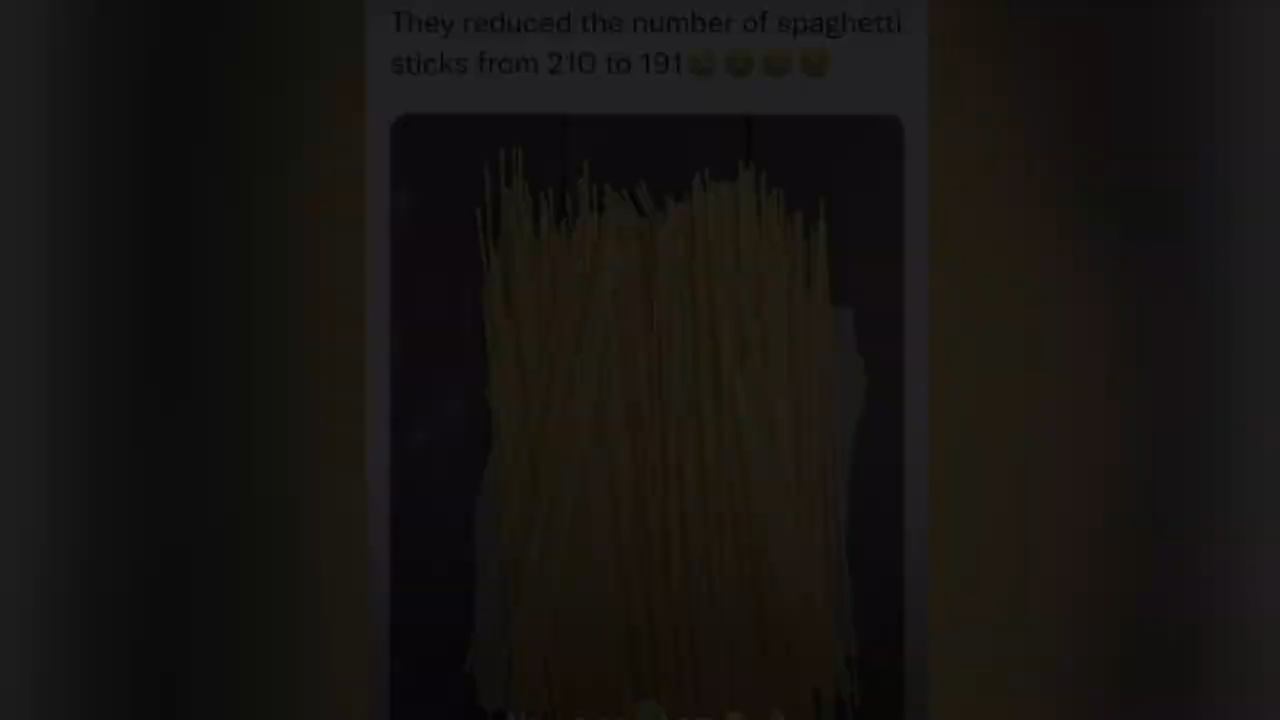 They reduced the number of spaghetti
sticks from 210 to 191😂😂😂😂